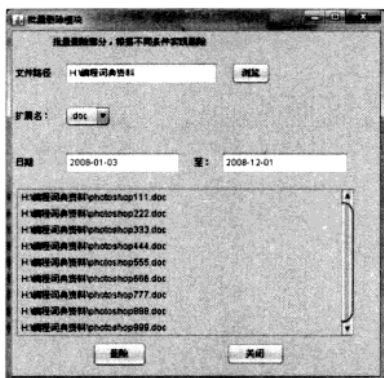 批量删除模块
批量删除部分，根据不同条件实现删除
文件路径 H:\编程词典资料 浏览
扩展名： .doc
日期 2008-01-03 至： 2008-12-01
H:\编程词典资料\photoshop111.doc
H:\编程词典资料\photoshop222.doc
H:\编程词典资料\photoshop333.doc
H:\编程词典资料\photoshop444.doc
H:\编程词典资料\photoshop555.doc
H:\编程词典资料\photoshop666.doc
H:\编程词典资料\photoshop777.doc
H:\编程词典资料\photoshop888.doc
H:\编程词典资料\photoshop999.doc
删除 关闭